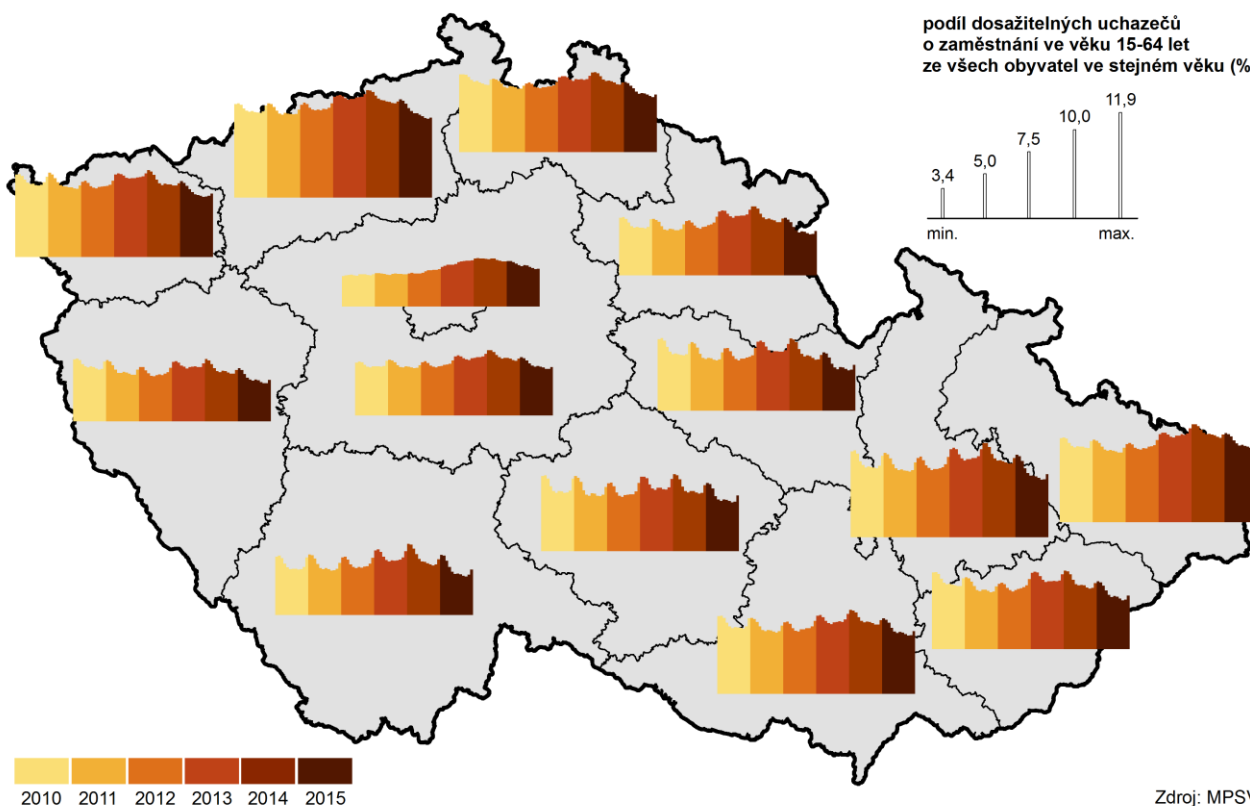 podíl dosažitelných uchazečů
o zaměstnání ve věku 15-64 let
ze všech obyvatel ve stejném věku (%
3,4
5,0
7,5
10,0
11,9
min.
max.
2010 2011 2012 2013 2014 2015
Zdroj: MPSV